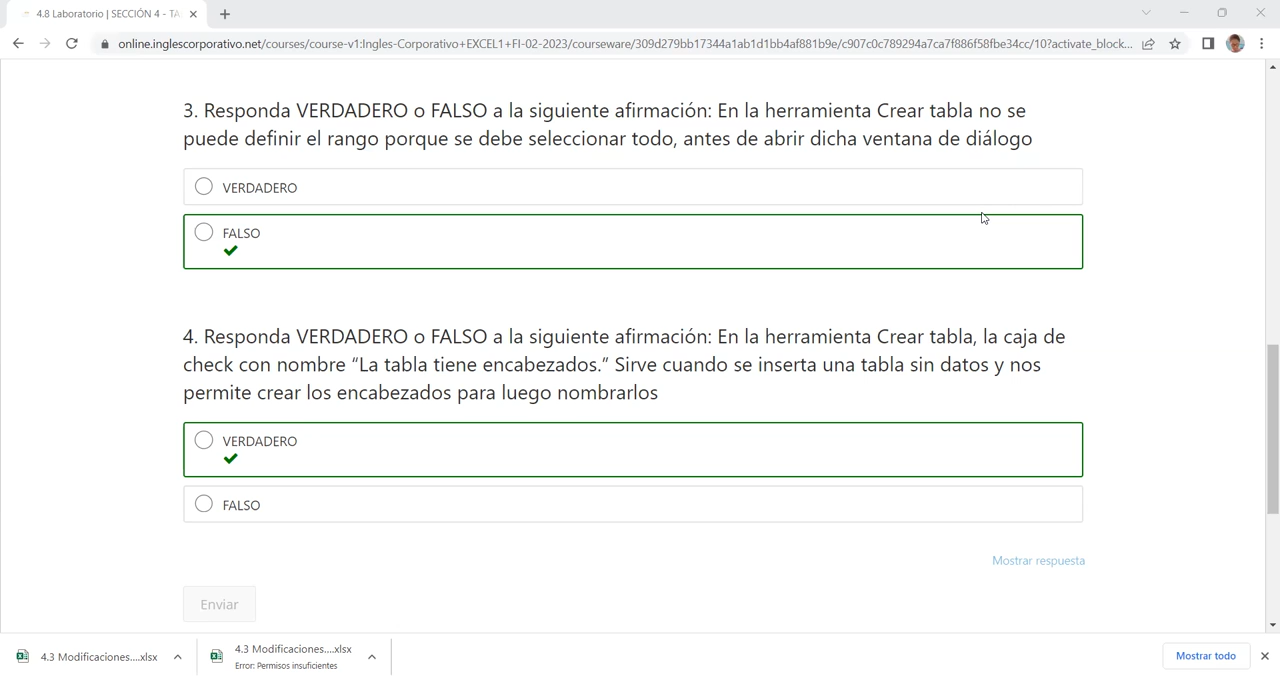 4.8 Laboratorio | SECCIÓN 4 - TA
online.inglescorporativo.net/courses/course-v1:Ingles-Corporativo+EXCEL1+FI-02-2023/courseware/309d279bb17344a1ab1d1bb4af981b9e/c907c0c789294a7ca7f886f58fbe34cc/10?activate_block...
3. Responda VERDADERO o FALSO a la siguiente afirmación: En la herramienta Crear tabla no se
puede definir el rango porque se debe seleccionar todo, antes de abrir dicha ventana de diálogo
VERDADERO
FALSO
4. Responda VERDADERO o FALSO a la siguiente afirmación: En la herramienta Crear tabla, la caja de
check con nombre “La tabla tiene encabezados.” Sirve cuando se inserta una tabla sin datos y nos
permite crear los encabezados para luego nombrarlos
VERDADERO
FALSO
Mostrar respuesta
Enviar
4.3 Modificaciones....xlsx
4.3 Modificaciones....xlsx
Error: Permisos insuficientes
Mostrar todo